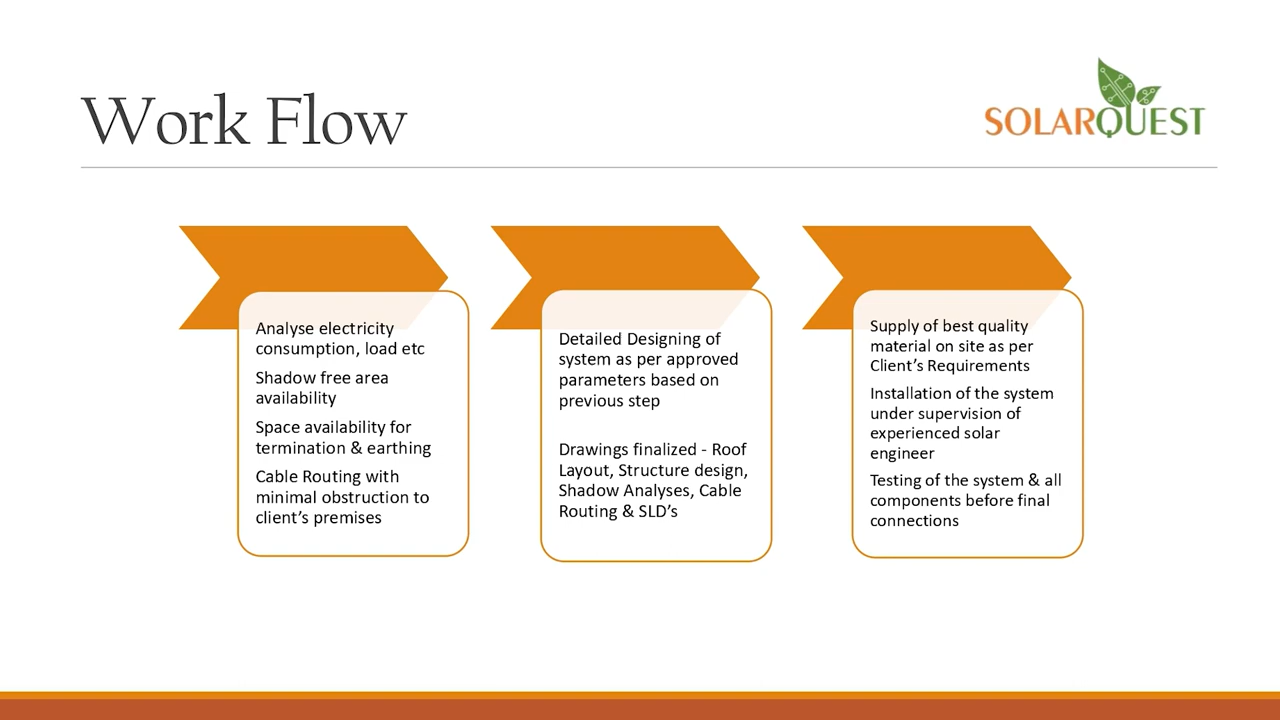 Work Flow
SOLARQUEST
Analyse electricity
consumption, load etc
Shadow free area
availability
Space availability for
termination & earthing
Cable Routing with
minimal obstruction to
client's premises
Detailed Designing of
system as per approved
parameters based on
previous step
Drawings finalized - Roof
Layout, Structure design,
Shadow Analyses, Cable
Routing & SLD's
Supply of best quality
material on site as per
Client's Requirements
Installation of the system
under supervision of
experienced solar
engineer
Testing of the system & all
components before final
connections